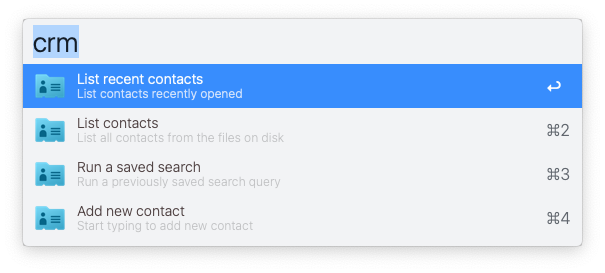 crm
List recent contacts
List contacts recently opened
↩
List contacts
List all contacts from the files on disk
⌘2
Run a saved search
Run a previously saved search query
⌘3
Add new contact
Start typing to add new contact
⌘4